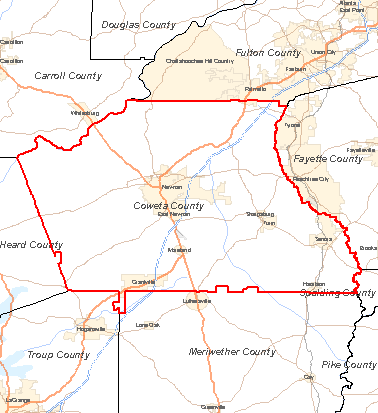 Douglas County
Atlanta
East Point
Carrollton
Fulton County
Union City
Chattahoochee Hill Country
Fairburn
Carroll County
Palmetto
Whitesburg
Tyrone
Fayetteville
Fayette County
Peachtree City
Newnan
Coweta County
East Newnan
Sharpsburg
Turin
Senoia
Heard County
Moreland
Brooks
Grantville
Haralson
Spalding County
Luthersville
Hogansville
Lone Oak
Troup County
Meriwether County
Pike County
Gay
LaGrange
Greenville